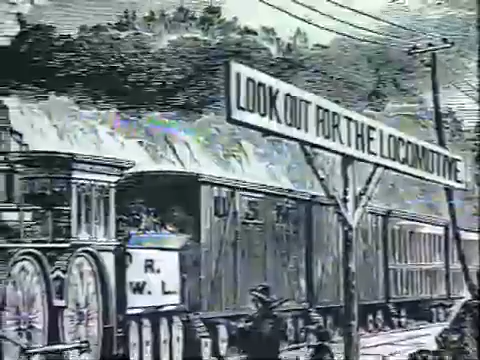 LOOK OUT FOR THE LOCOMOTIVE
U.S.M.
R.
W. L.